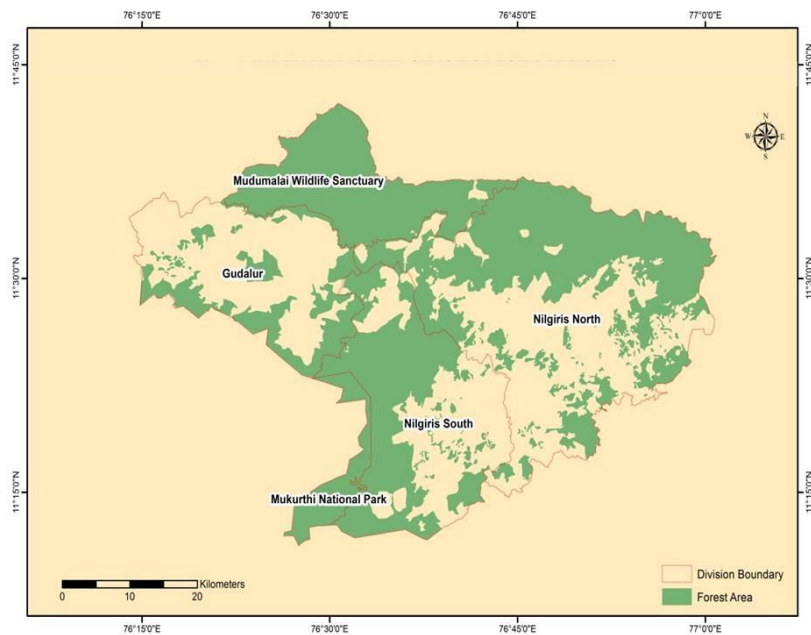 76°15'0"E
76°30'0"E
76°45'0"E
77°0'0"E
11°45'0"N
11°45'0"N
N
W
E
S
Mudumalai Wildlife Sanctuary
Gudalur
11°30'0"N
11°30'0"N
Nilgiris North
Nilgiris South
Mukurthi National Park
11°15'0"N
11°15'0"N
Kilometers
0
10
20
Division Boundary
Forest Area
76°15'0"E
76°30'0"E
76°45'0"E
77°0'0"E